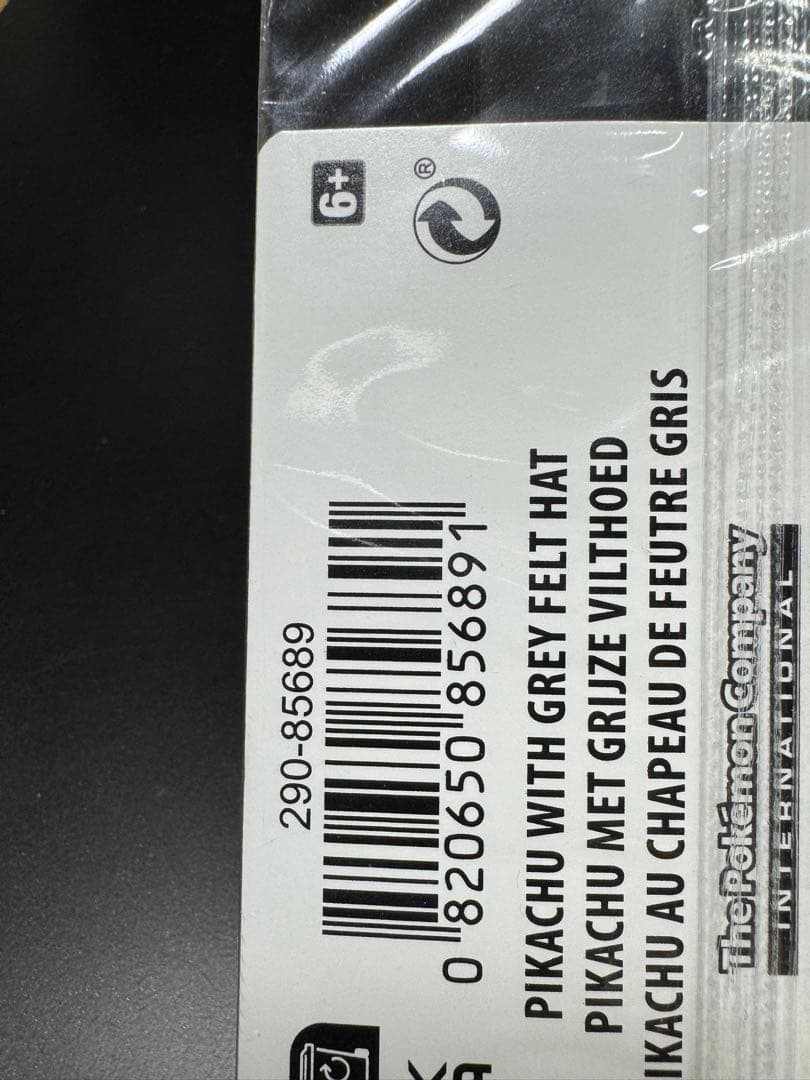 6+
®
290-85689
0 820650 856891
PIKACHU WITH GREY FELT HAT
PIKACHU MET GRIJZE VILTHOED
IKACHU AU CHAPEAU DE FEUTRE GRIS
The Pokémon Company
INTERNATIONAL